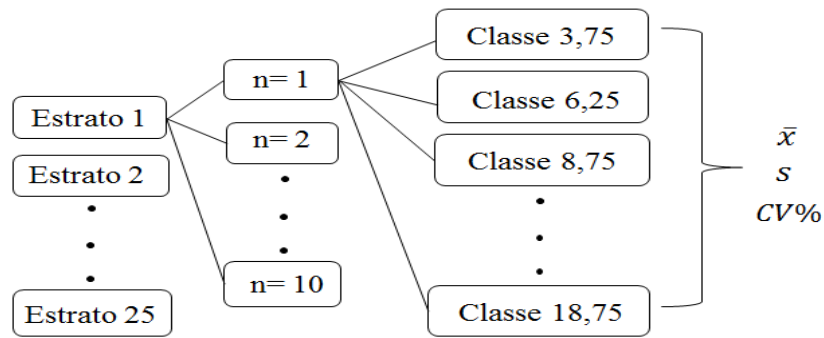 Estrato 1
Estrato 2
Estrato 25
n= 1
n= 2
n= 10
Classe 3,75
Classe 6,25
Classe 8,75
Classe 18,75
x̄
s
CV%